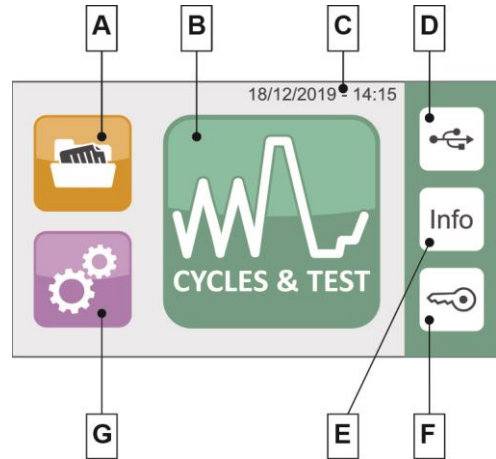 A B C D
18/12/2019 - 14:15
Info
CYCLES & TEST
G E F